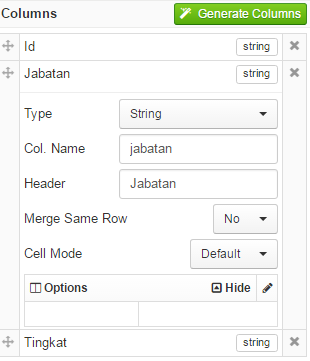 Columns Generate Columns
Id string
Jabatan string
Type String
Col. Name jabatan
Header Jabatan
Merge Same Row No
Cell Mode Default
Options Hide
Tingkat string